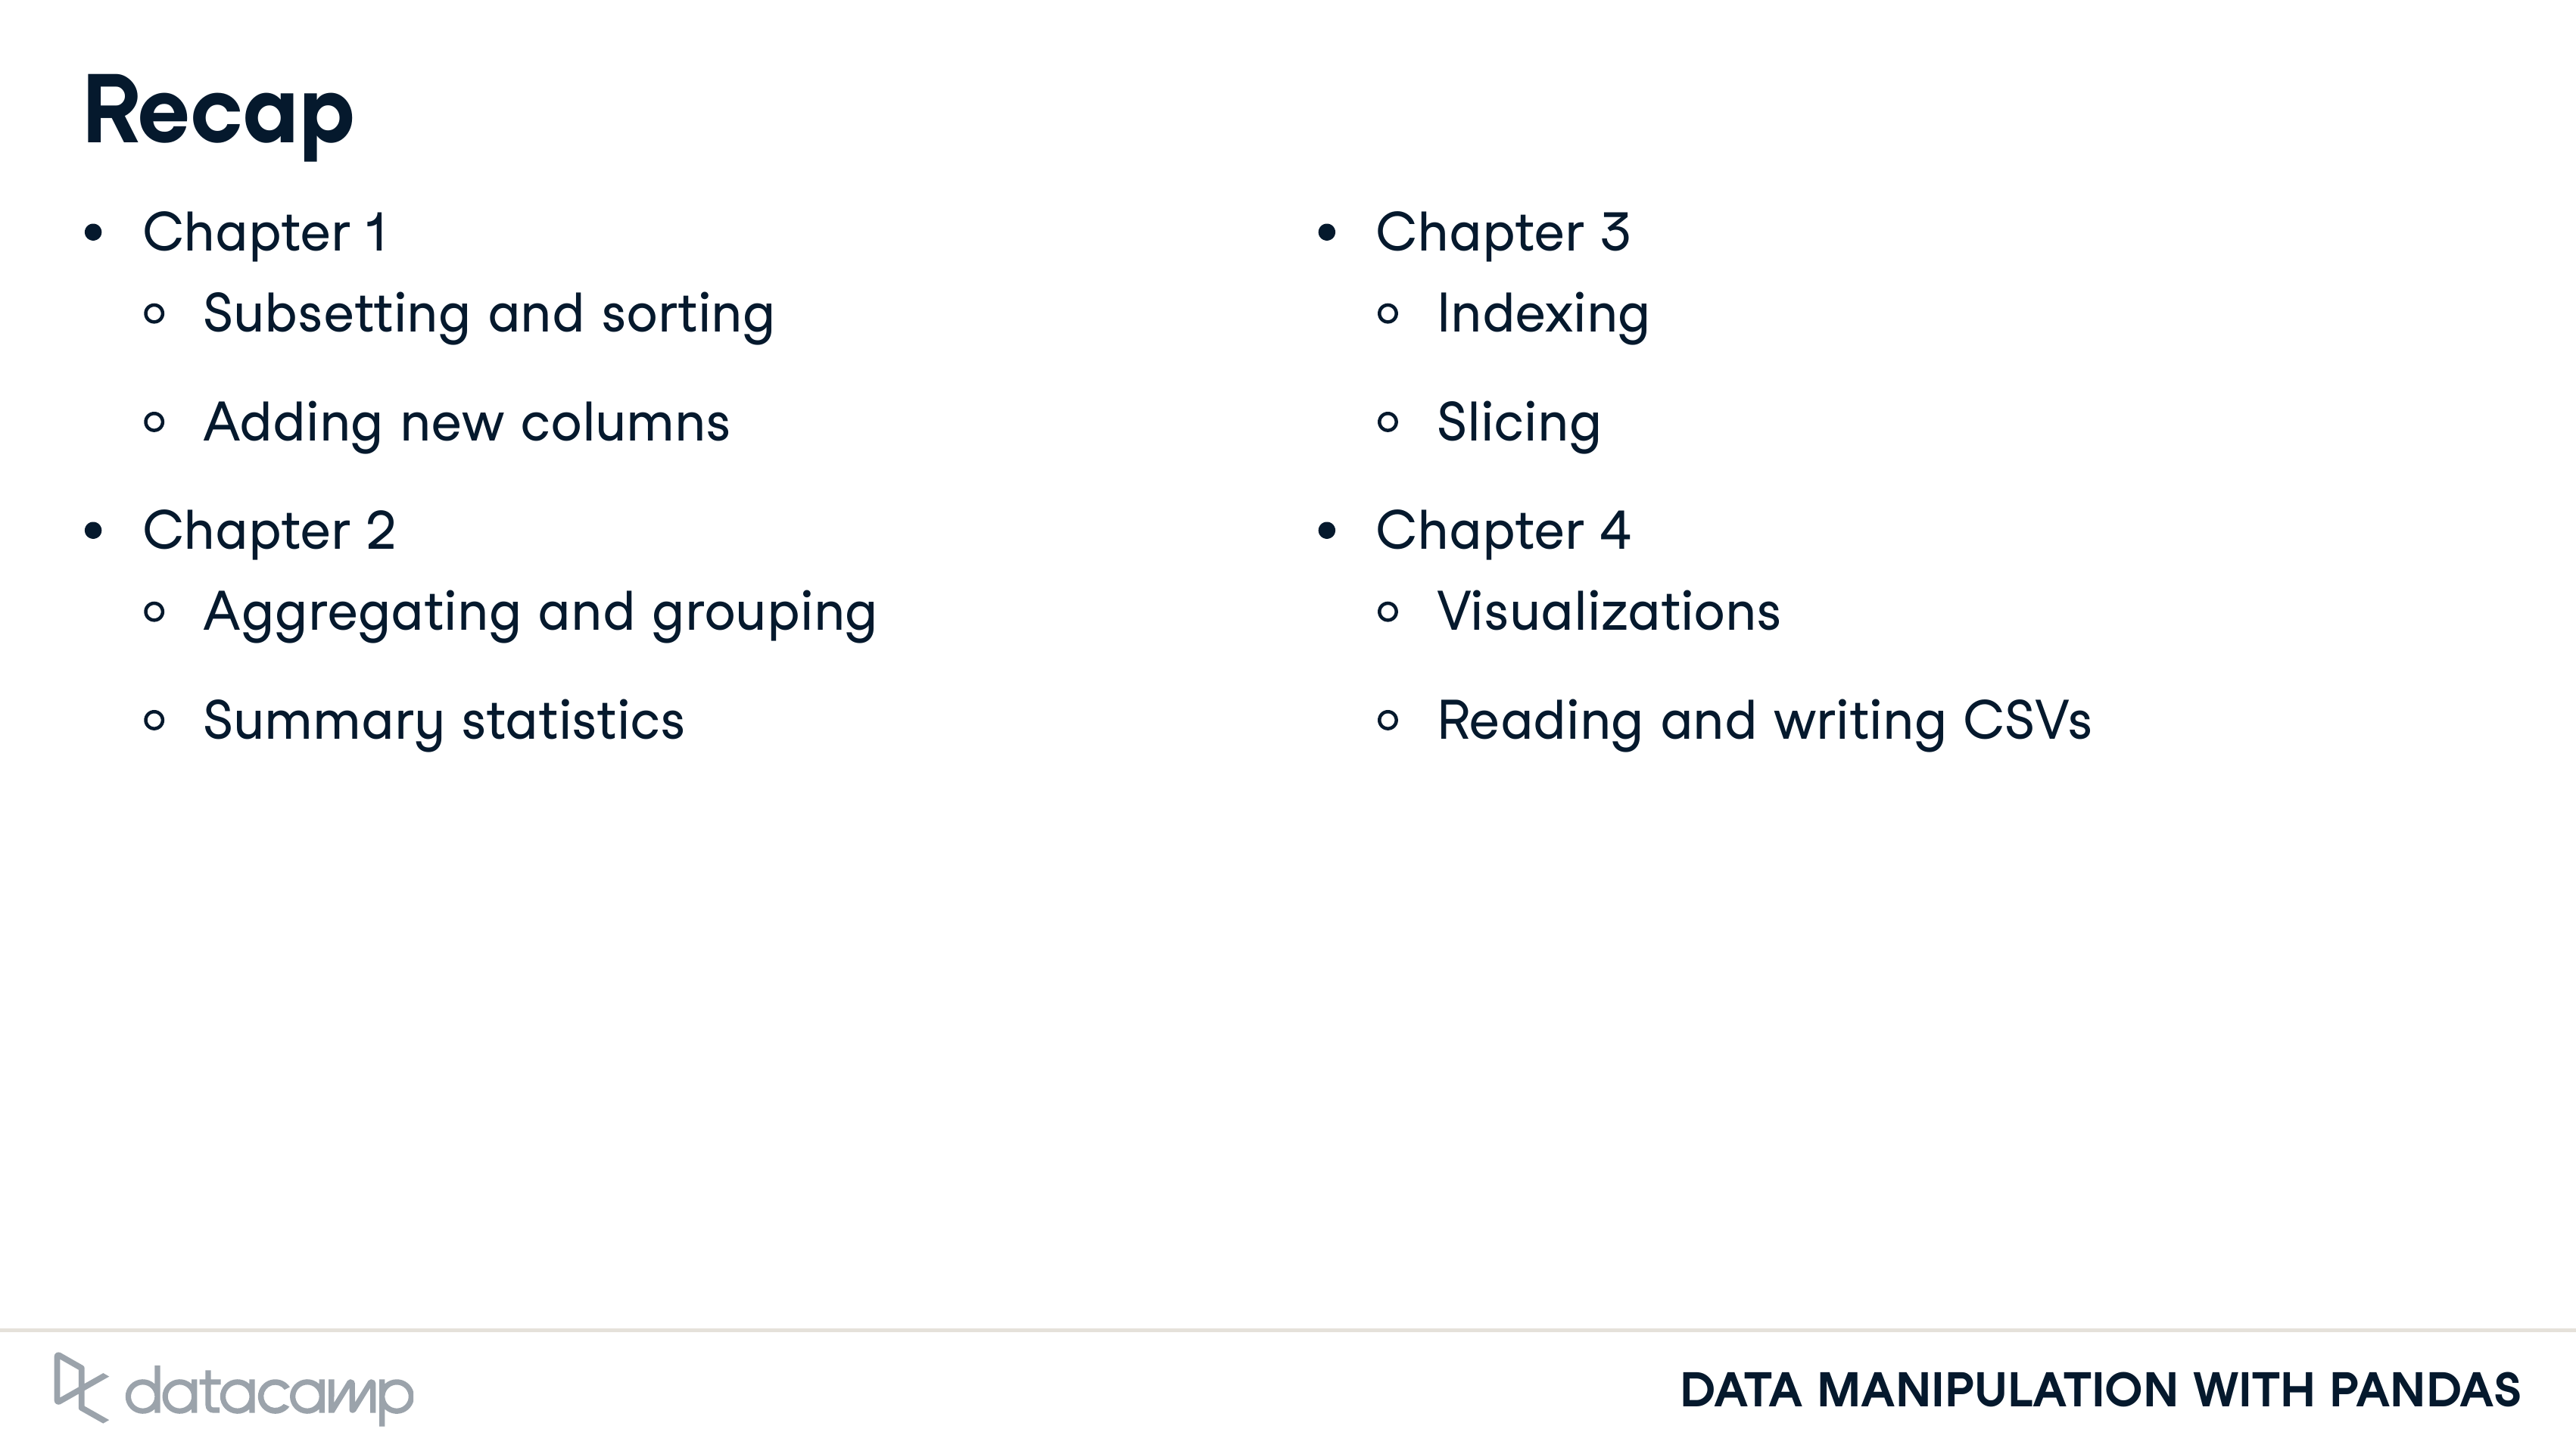 Recap
• Chapter 1
○ Subsetting and sorting
○ Adding new columns
• Chapter 2
○ Aggregating and grouping
○ Summary statistics
• Chapter 3
○ Indexing
○ Slicing
• Chapter 4
○ Visualizations
○ Reading and writing CSVs
datacamp
DATA MANIPULATION WITH PANDAS